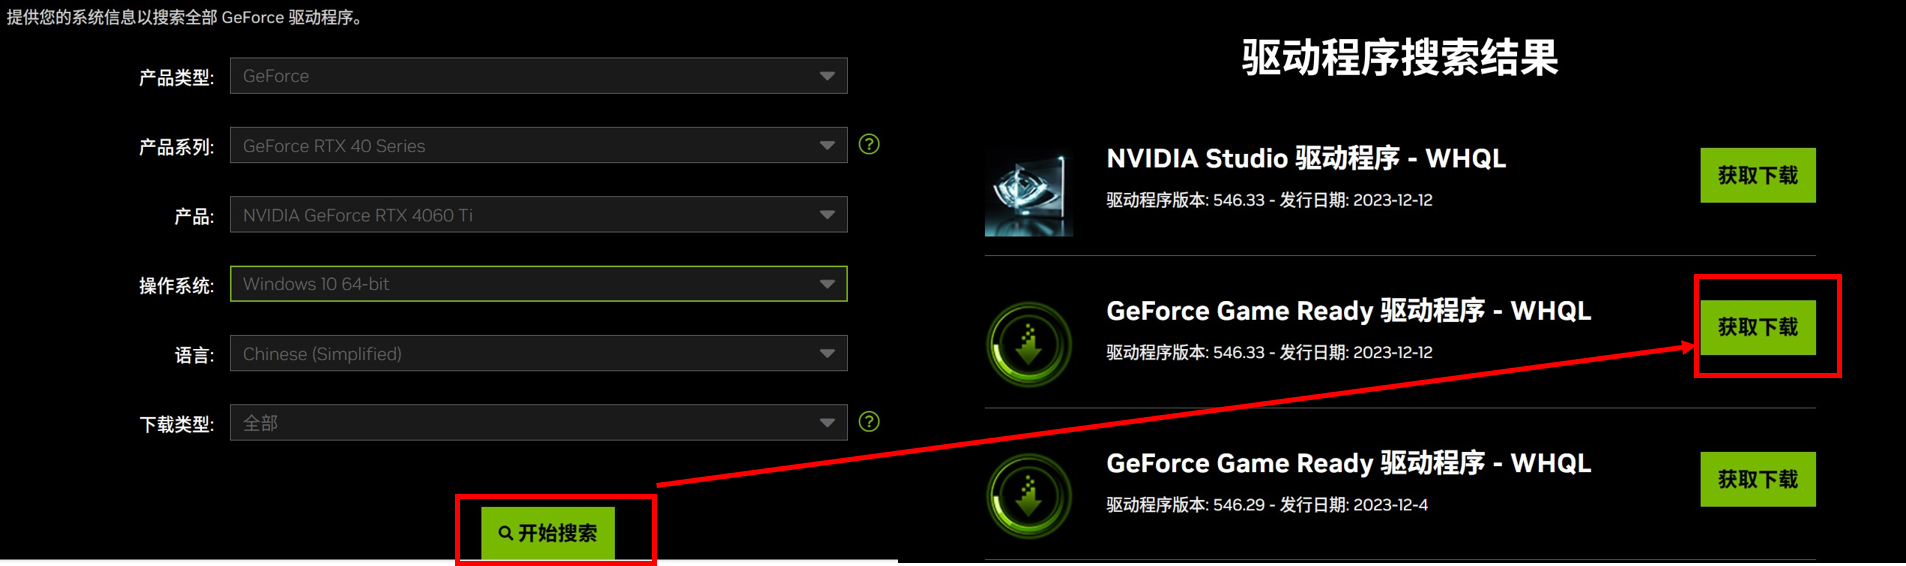 提供您的系统信息以搜索全部 GeForce 驱动程序。
产品类型: GeForce
产品系列: GeForce RTX 40 Series ?
产品: NVIDIA GeForce RTX 4060 Ti
操作系统: Windows 10 64-bit
语言: Chinese (Simplified)
下载类型: 全部 ?
开始搜索
驱动程序搜索结果
NVIDIA Studio 驱动程序 - WHQL
驱动程序版本: 546.33 - 发行日期: 2023-12-12
获取下载
GeForce Game Ready 驱动程序 - WHQL
驱动程序版本: 546.33 - 发行日期: 2023-12-12
获取下载
GeForce Game Ready 驱动程序 - WHQL
驱动程序版本: 546.29 - 发行日期: 2023-12-4
获取下载